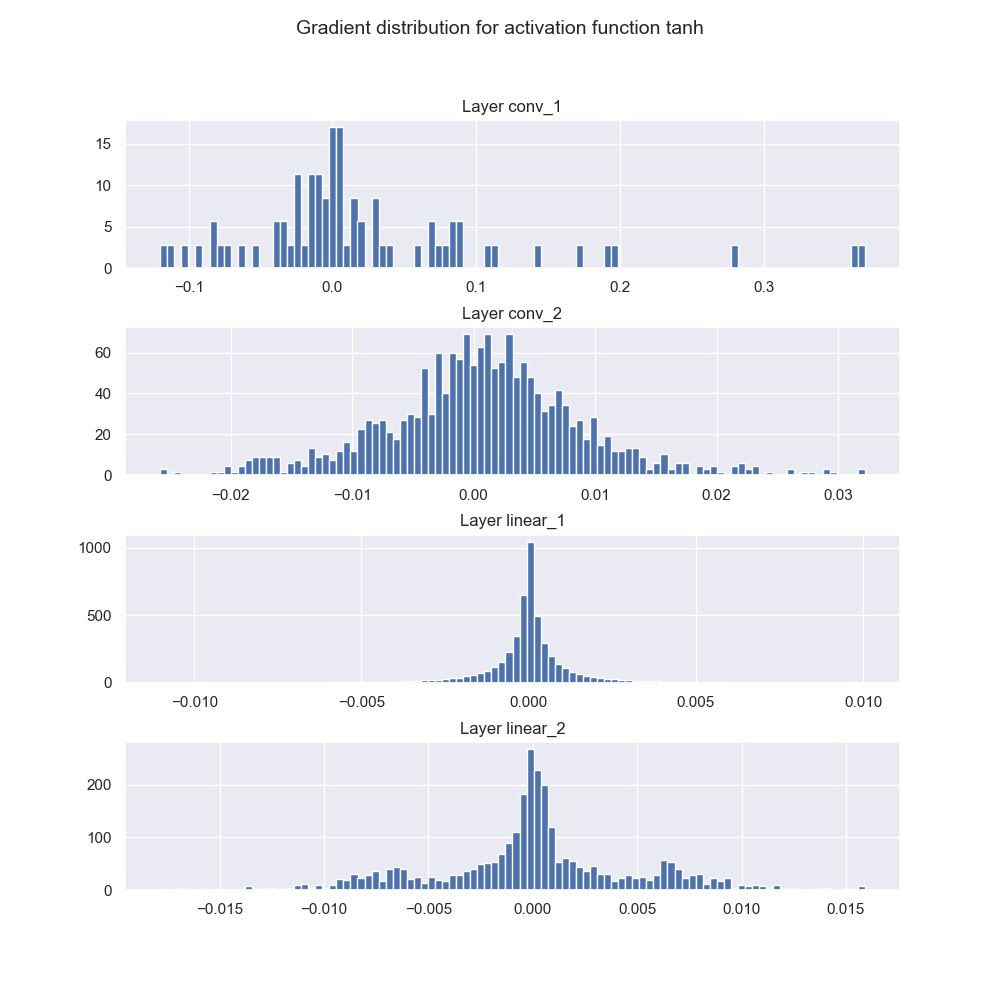 Gradient distribution for activation function tanh
Layer conv_1
15
10
5
0
−0.1 0.0 0.1 0.2 0.3
Layer conv_2
60
40
20
0
−0.02 −0.01 0.00 0.01 0.02 0.03
Layer linear_1
1000
500
0
−0.010 −0.005 0.000 0.005 0.010
Layer linear_2
200
100
0
−0.015 −0.010 −0.005 0.000 0.005 0.010 0.015